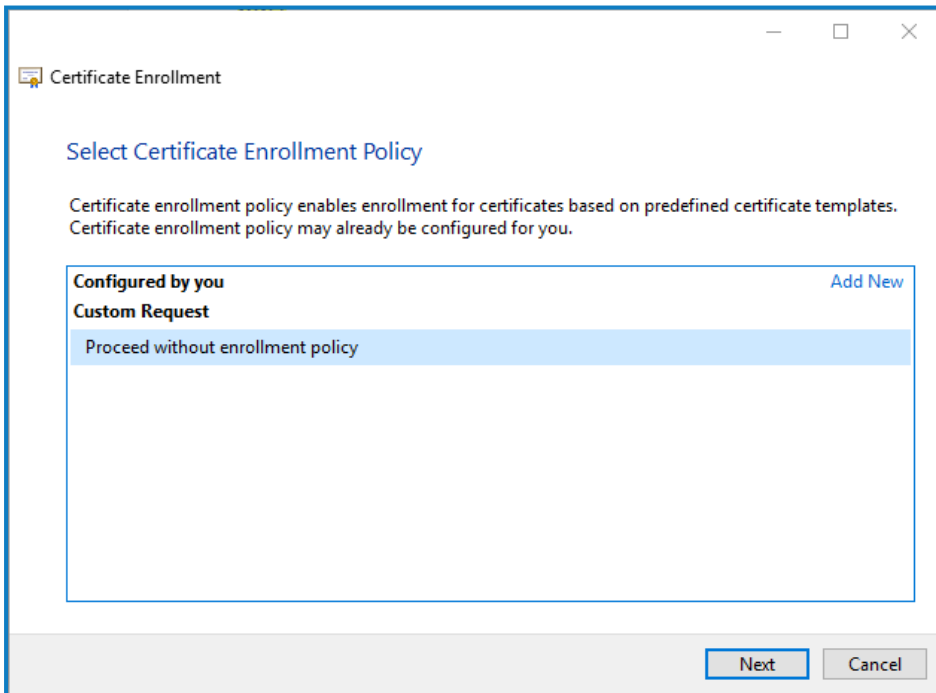 Certificate Enrollment
Select Certificate Enrollment Policy
Certificate enrollment policy enables enrollment for certificates based on predefined certificate templates.
Certificate enrollment policy may already be configured for you.
Configured by you Add New
Custom Request
Proceed without enrollment policy
Next Cancel